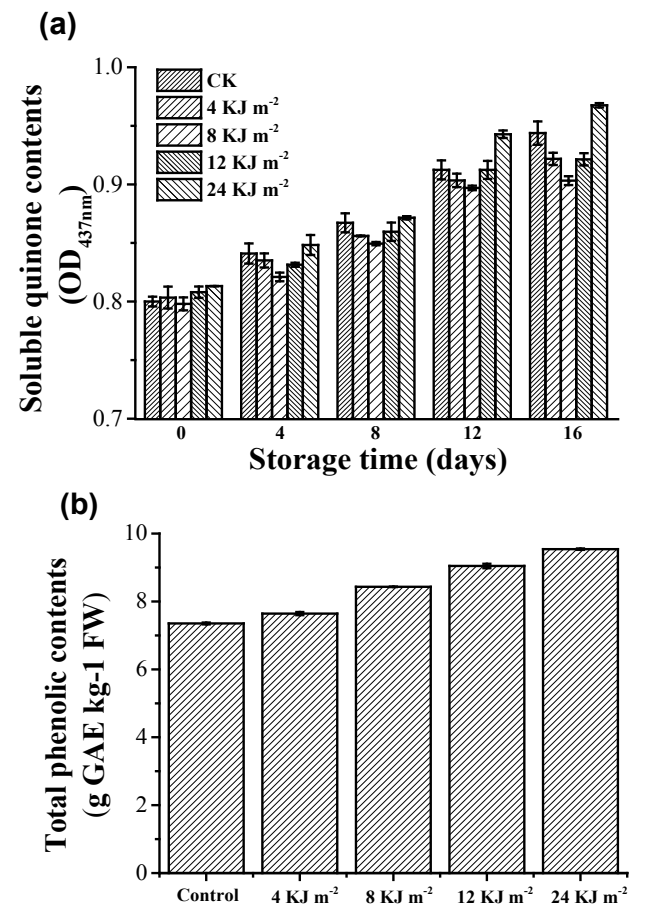 (a)
Soluble quinone contents
(OD437nm)
1.0
0.9
0.8
0.7
CK
4 KJ m-2
8 KJ m-2
12 KJ m-2
24 KJ m-2
0 4 8 12 16
Storage time (days)
(b)
Total phenolic contents
(g GAE kg-1 FW)
10
8
6
4
2
0
Control 4 KJ m-2 8 KJ m-2 12 KJ m-2 24 KJ m-2